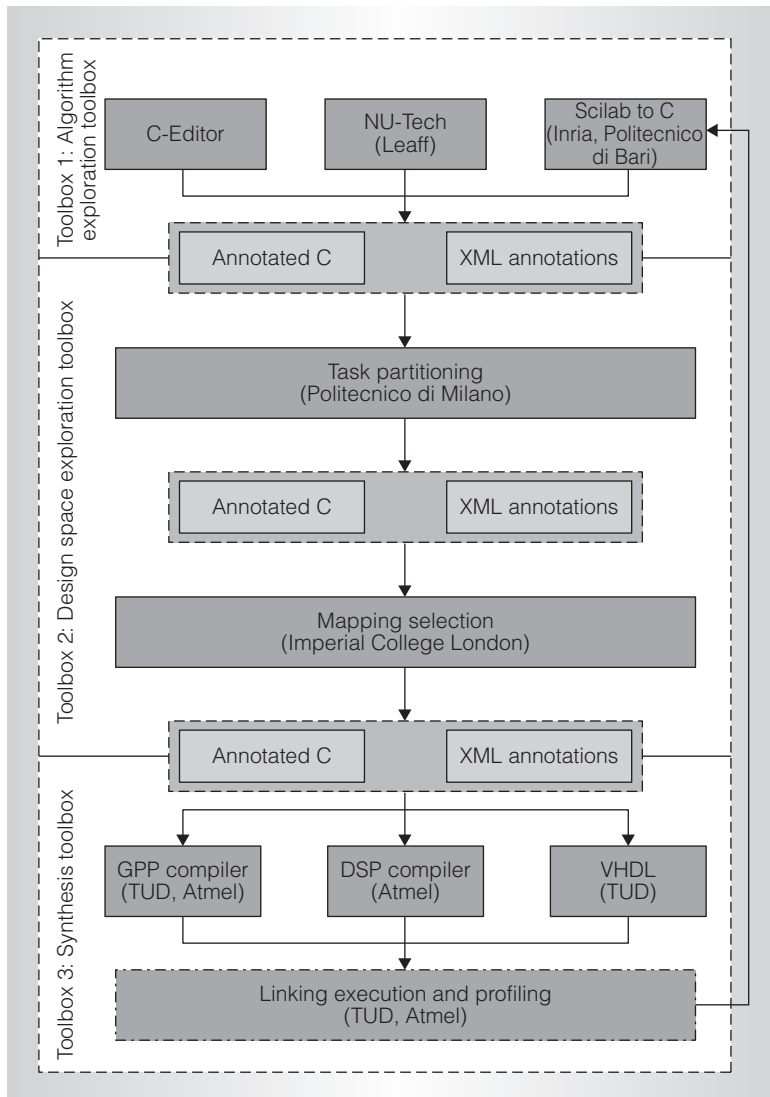 Toolbox 1: Algorithm
exploration toolbox
C-Editor
NU-Tech
(Leaff)
Scilab to C
(Inria, Politecnico
di Bari)
Annotated C
XML annotations
Toolbox 2: Design space exploration toolbox
Task partitioning
(Politecnico di Milano)
Annotated C
XML annotations
Mapping selection
(Imperial College London)
Annotated C
XML annotations
Toolbox 3: Synthesis toolbox
GPP compiler
(TUD, Atmel)
DSP compiler
(Atmel)
VHDL
(TUD)
Linking execution and profiling
(TUD, Atmel)